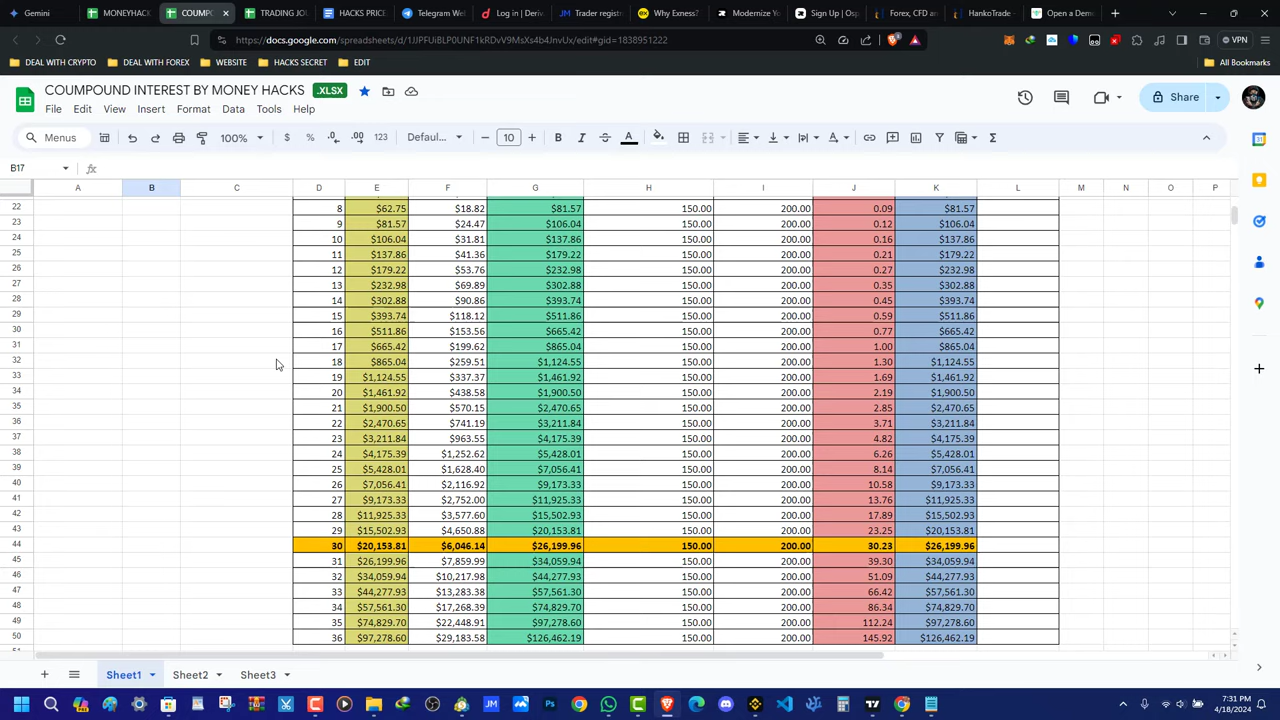 Gemini MONEYHACK COUMPO TRADING JOU HACKS PRICE Telegram Web Log in | Deriv Trader registra Why Exness? Modernize Yo Sign Up | Osp Forex, CFD an HankoTrade Open a Demo
https://docs.google.com/spreadsheets/d/1JJPFUiBLP0UNF1kRDvV9MsXs4b4JnvUx/edit#gid=1838951222 VPN
DEAL WITH CRYPTO DEAL WITH FOREX WEBSITE HACKS SECRET EDIT All Bookmarks
COUMPOUND INTEREST BY MONEY HACKS .XLSX
File Edit View Insert Format Data Tools Help Share
Menus 100% $ % .0 .00 123 Defaul... 10 B I S A
B17 fx
A B C D E F G H I J K L M N O P
22 8 $62.75 $18.82 $81.57 150.00 200.00 0.09 $81.57
23 9 $81.57 $24.47 $106.04 150.00 200.00 0.12 $106.04
24 10 $106.04 $31.81 $137.86 150.00 200.00 0.16 $137.86
25 11 $137.86 $41.36 $179.22 150.00 200.00 0.21 $179.22
26 12 $179.22 $53.76 $232.98 150.00 200.00 0.27 $232.98
27 13 $232.98 $69.89 $302.88 150.00 200.00 0.35 $302.88
28 14 $302.88 $90.86 $393.74 150.00 200.00 0.45 $393.74
29 15 $393.74 $118.12 $511.86 150.00 200.00 0.59 $511.86
30 16 $511.86 $153.56 $665.42 150.00 200.00 0.77 $665.42
31 17 $665.42 $199.62 $865.04 150.00 200.00 1.00 $865.04
32 18 $865.04 $259.51 $1,124.55 150.00 200.00 1.30 $1,124.55
33 19 $1,124.55 $337.37 $1,461.92 150.00 200.00 1.69 $1,461.92
34 20 $1,461.92 $438.58 $1,900.50 150.00 200.00 2.19 $1,900.50
35 21 $1,900.50 $570.15 $2,470.65 150.00 200.00 2.85 $2,470.65
36 22 $2,470.65 $741.19 $3,211.84 150.00 200.00 3.71 $3,211.84
37 23 $3,211.84 $963.55 $4,175.39 150.00 200.00 4.82 $4,175.39
38 24 $4,175.39 $1,252.62 $5,428.01 150.00 200.00 6.26 $5,428.01
39 25 $5,428.01 $1,628.40 $7,056.41 150.00 200.00 8.14 $7,056.41
40 26 $7,056.41 $2,116.92 $9,173.33 150.00 200.00 10.58 $9,173.33
41 27 $9,173.33 $2,752.00 $11,925.33 150.00 200.00 13.76 $11,925.33
42 28 $11,925.33 $3,577.60 $15,502.93 150.00 200.00 17.89 $15,502.93
43 29 $15,502.93 $4,650.88 $20,153.81 150.00 200.00 23.25 $20,153.81
44 30 $20,153.81 $6,046.14 $26,199.96 150.00 200.00 30.23 $26,199.96
45 31 $26,199.96 $7,859.99 $34,059.94 150.00 200.00 39.30 $34,059.94
46 32 $34,059.94 $10,217.98 $44,277.93 150.00 200.00 51.09 $44,277.93
47 33 $44,277.93 $13,283.38 $57,561.30 150.00 200.00 66.42 $57,561.30
48 34 $57,561.30 $17,268.39 $74,829.70 150.00 200.00 86.34 $74,829.70
49 35 $74,829.70 $22,448.91 $97,278.60 150.00 200.00 112.24 $97,278.60
50 36 $97,278.60 $29,183.58 $126,462.19 150.00 200.00 145.92 $126,462.19
Sheet1 Sheet2 Sheet3
7:31 PM
4/18/2024